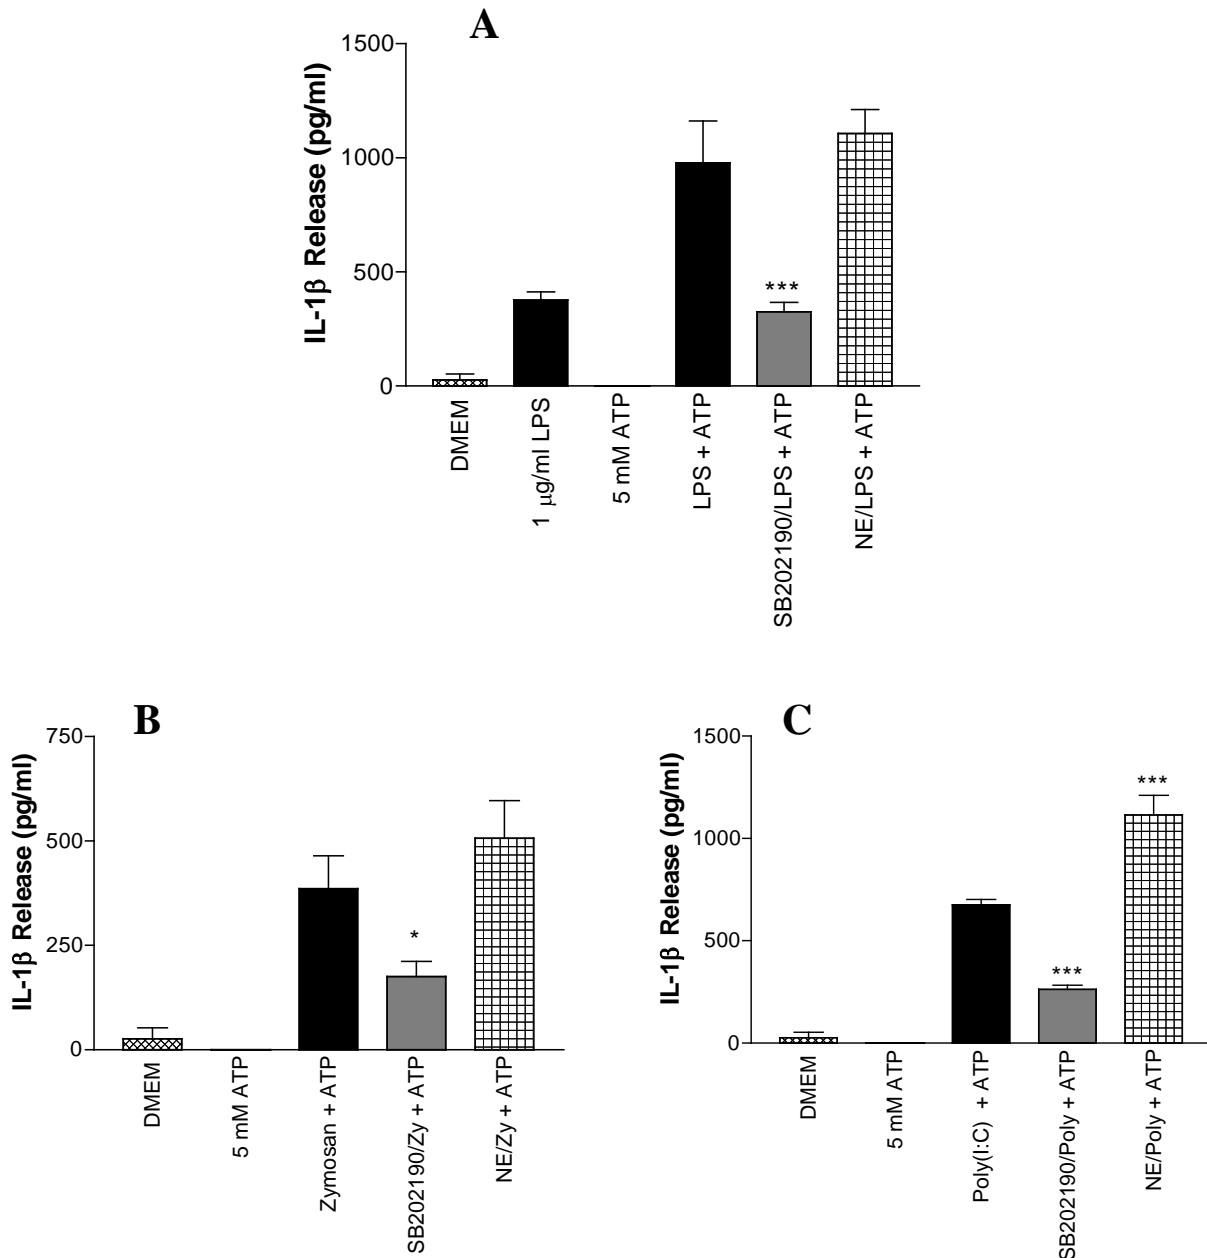 A
IL-1β Release (pg/ml)
1500
1000
500
0
***
DMEM
1 μg/ml LPS
5 mM ATP
LPS + ATP
SB202190/LPS + ATP
NE/LPS + ATP
B
IL-1β Release (pg/ml)
750
500
250
0
*
DMEM
5 mM ATP
Zymosan + ATP
SB202190/Zy + ATP
NE/Zy + ATP
C
IL-1β Release (pg/ml)
1500
1000
500
0
***
***
DMEM
5 mM ATP
Poly(I:C) + ATP
SB202190/Poly + ATP
NE/Poly + ATP